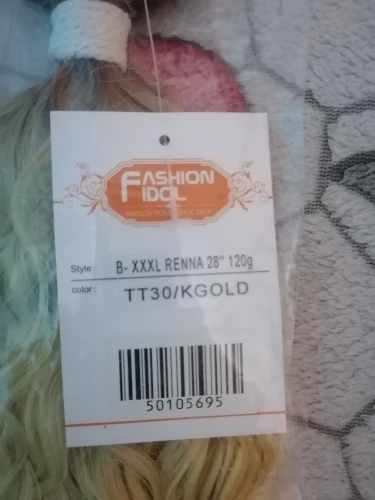 FASHION
IDOL
Style: B- XXXL RENNA 28" 120g
color: TT30/KGOLD
50105695